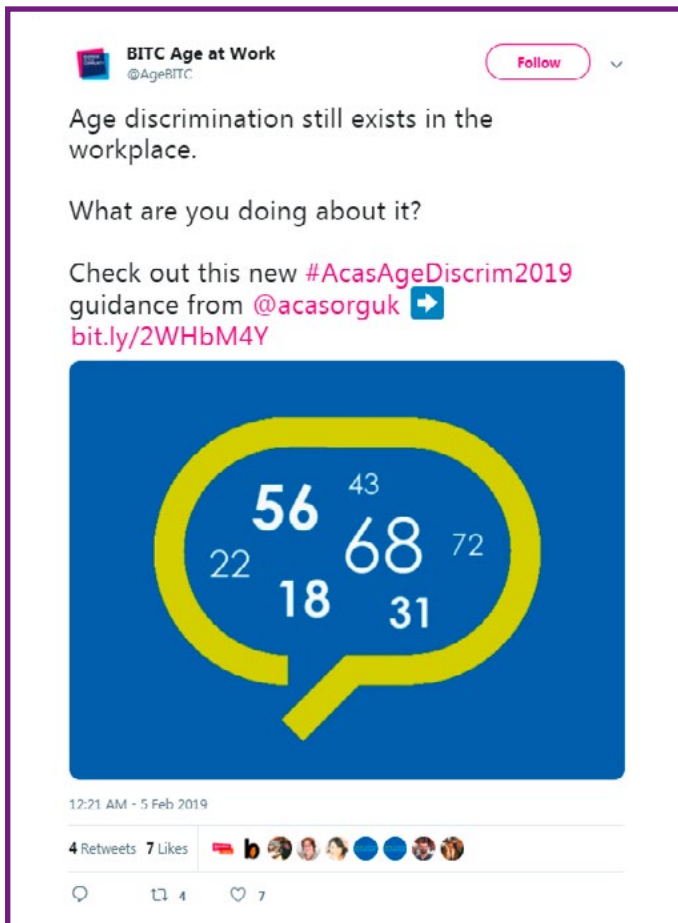 BITC Age at Work
@AgeBITC
Follow
Age discrimination still exists in the
workplace.
What are you doing about it?
Check out this new #AcasAgeDiscrim2019
guidance from @acasorguk ➡
bit.ly/2WHbM4Y
43
56
68
72
22
18
31
12:21 AM - 5 Feb 2019
4 Retweets 7 Likes
4 7